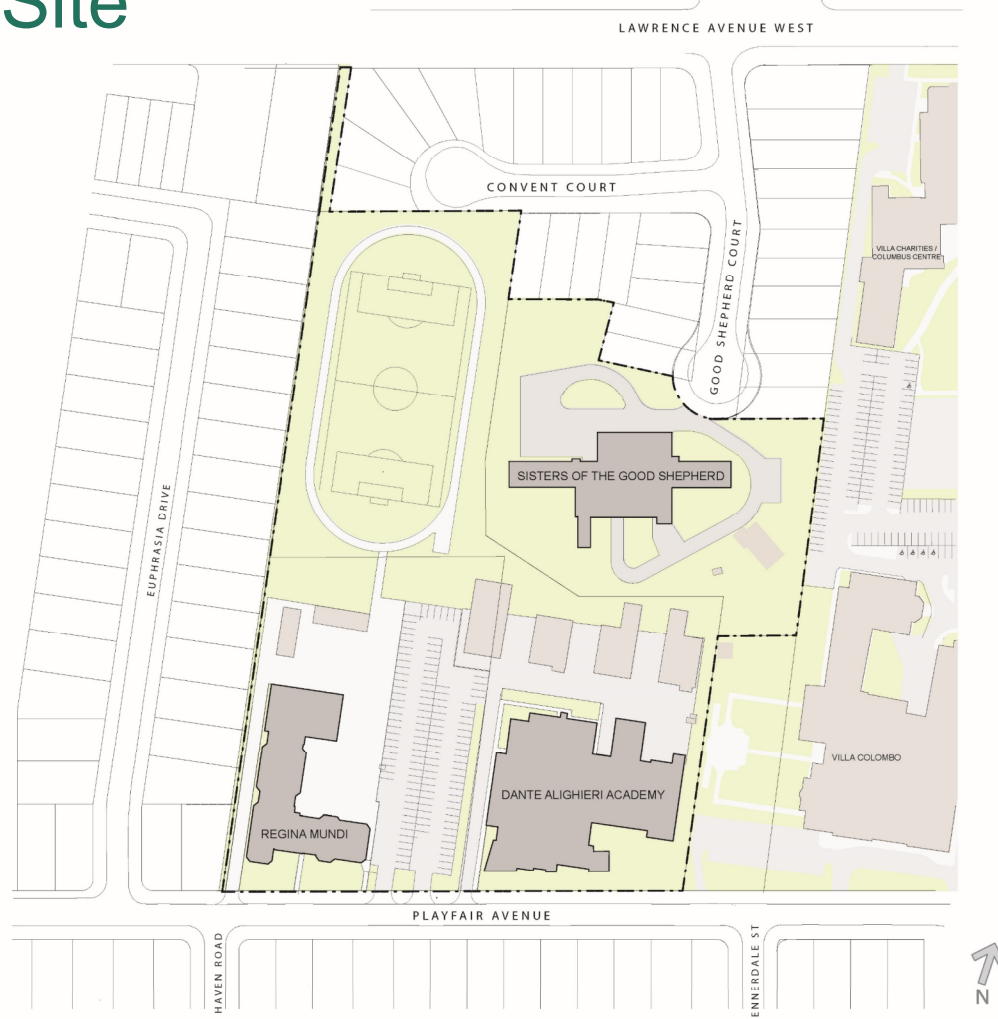 Site
LAWRENCE AVENUE WEST
CONVENT COURT
GOOD SHEPHERD COURT
VILLA CHARITIES /
COLUMBUS CENTRE
SISTERS OF THE GOOD SHEPHERD
EUPHRASIA DRIVE
VILLA COLOMBO
DANTE ALIGHIERI ACADEMY
REGINA MUNDI
PLAYFAIR AVENUE
HAVEN ROAD
ENNERDALE ST
N